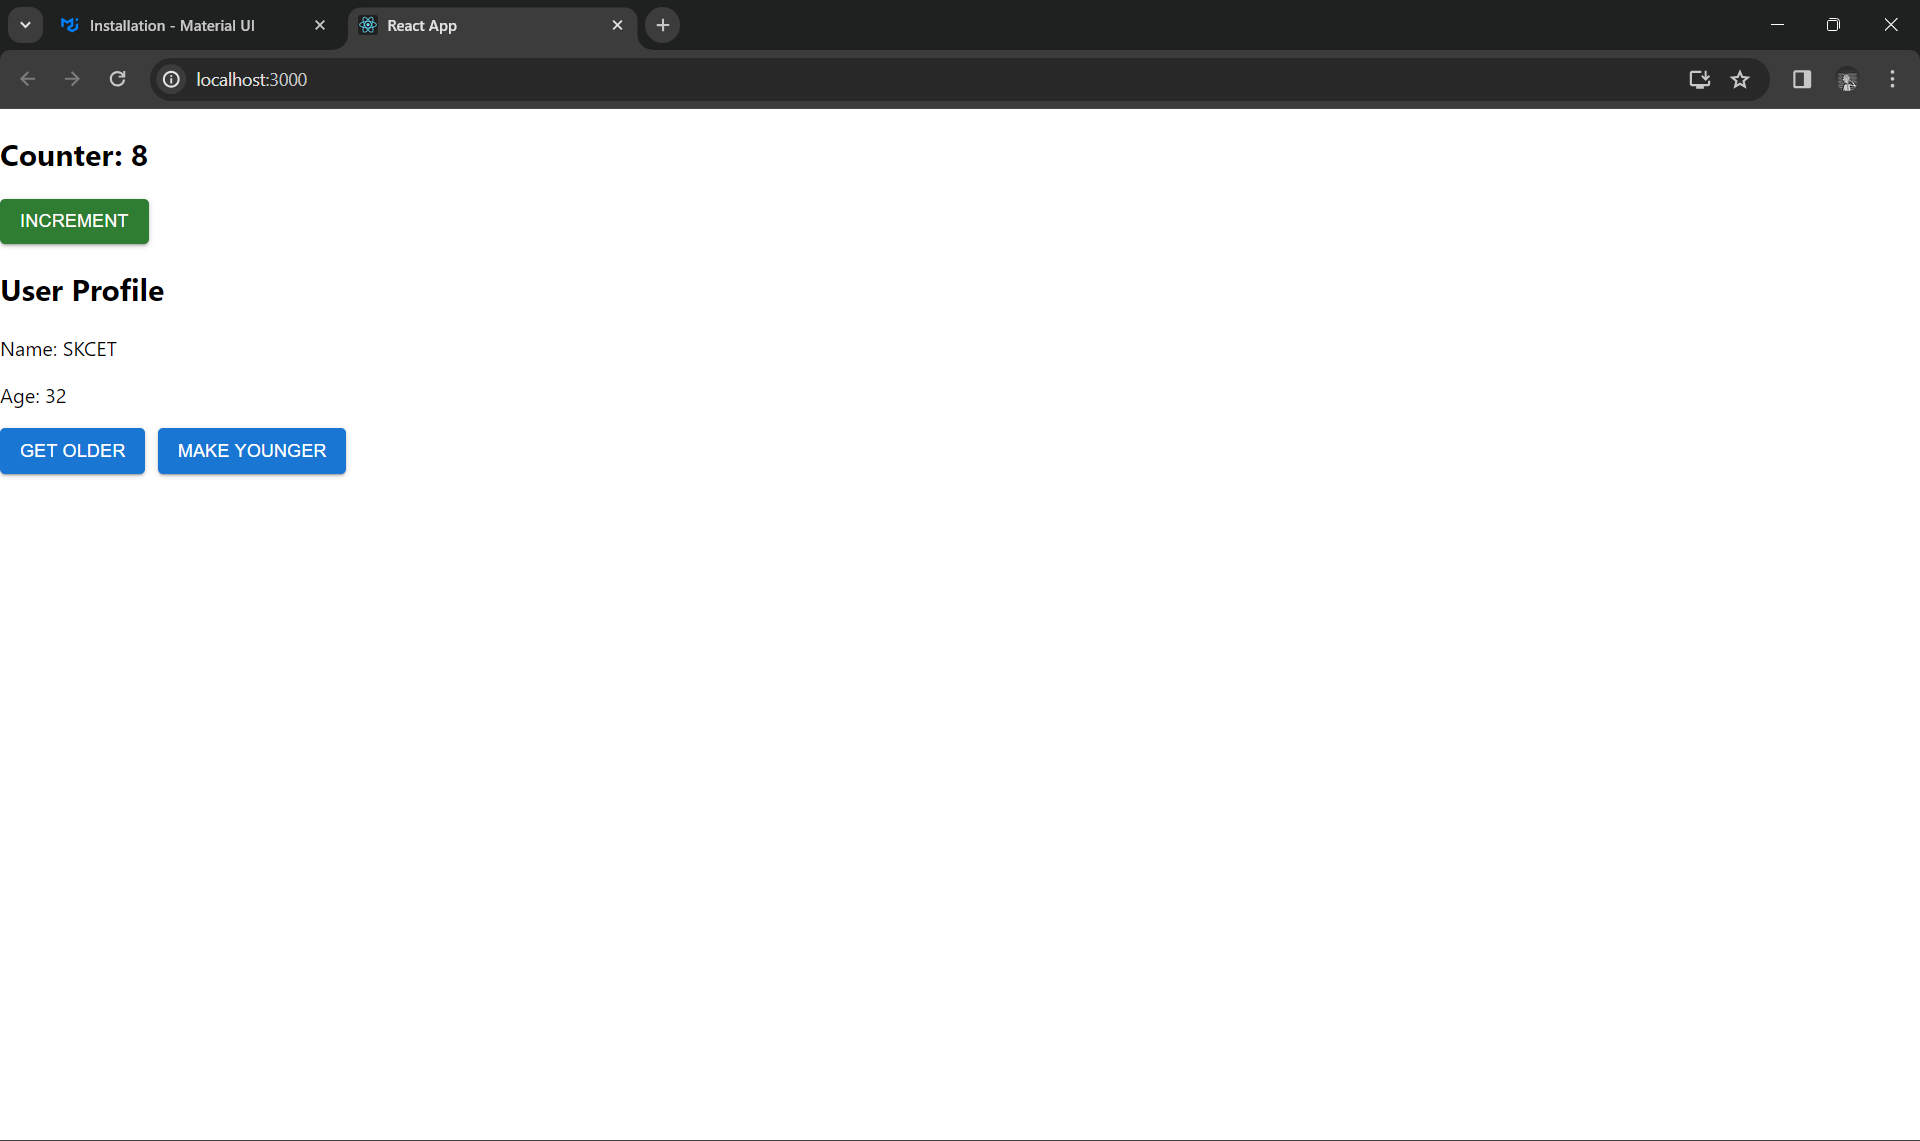 Installation - Material UI
React App
localhost:3000
Counter: 8
INCREMENT
User Profile
Name: SKCET
Age: 32
GET OLDER MAKE YOUNGER